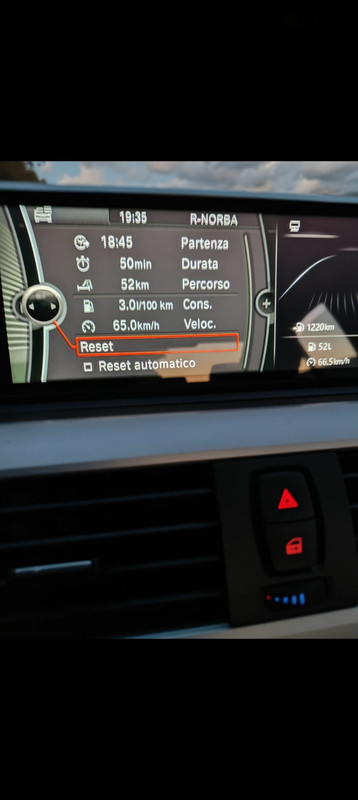 19:35 R-NORBA
18:45 Partenza
50min Durata
52km Percorso
3.0l/100 km Cons.
65.0km/h Veloc.
Reset
Reset automatico
1220km
52L
66.5km/h